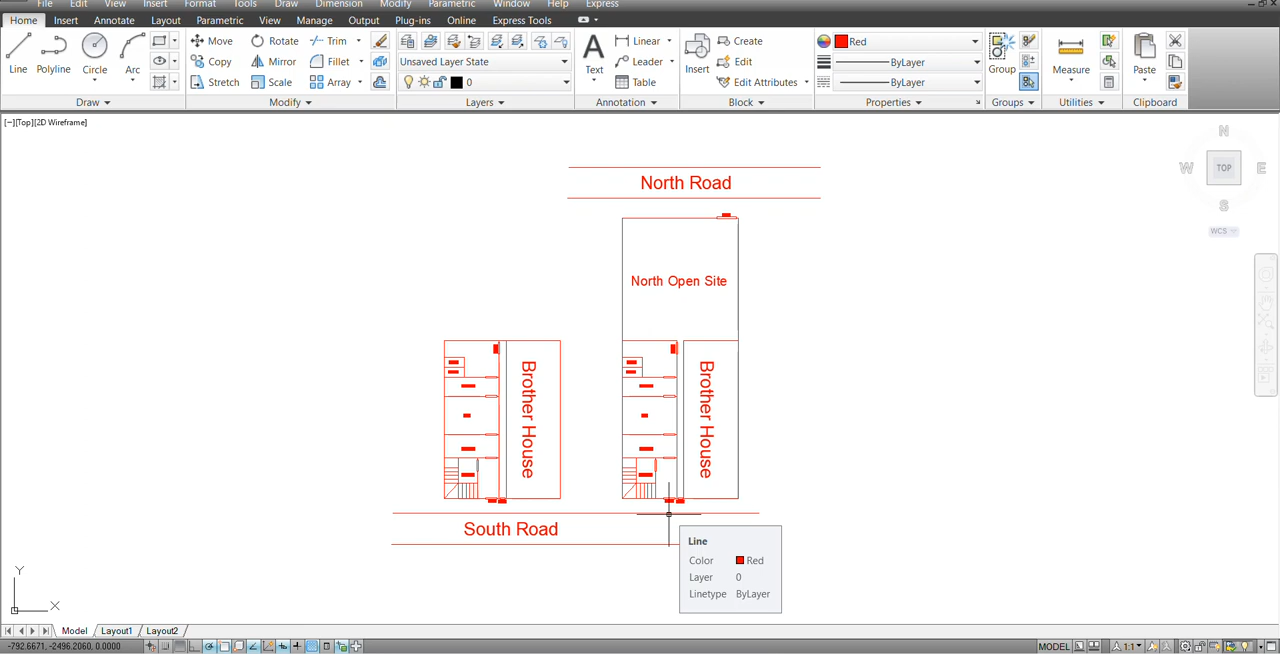 File Edit View Insert Format Tools Draw Dimension Modify Parametric Window Help Express
Home Insert Annotate Layout Parametric View Manage Output Plug-ins Online Express Tools
Line Polyline Circle Arc
Draw
Move Rotate Trim
Copy Mirror Fillet
Stretch Scale Array
Modify
Unsaved Layer State
0
Layers
Text
Linear
Leader
Table
Annotation
Insert
Create
Edit
Edit Attributes
Block
Red
ByLayer
ByLayer
Properties
Group
Groups
Measure
Utilities
Paste
Clipboard
[−][Top][2D Wireframe]
N
W TOP E
S
WCS
North Road
North Open Site
Brother House
Brother House
South Road
Line
Color Red
Layer 0
Linetype ByLayer
Y
X
Model Layout1 Layout2
-792.6671, -2496.2060, 0.0000
MODEL
1:1